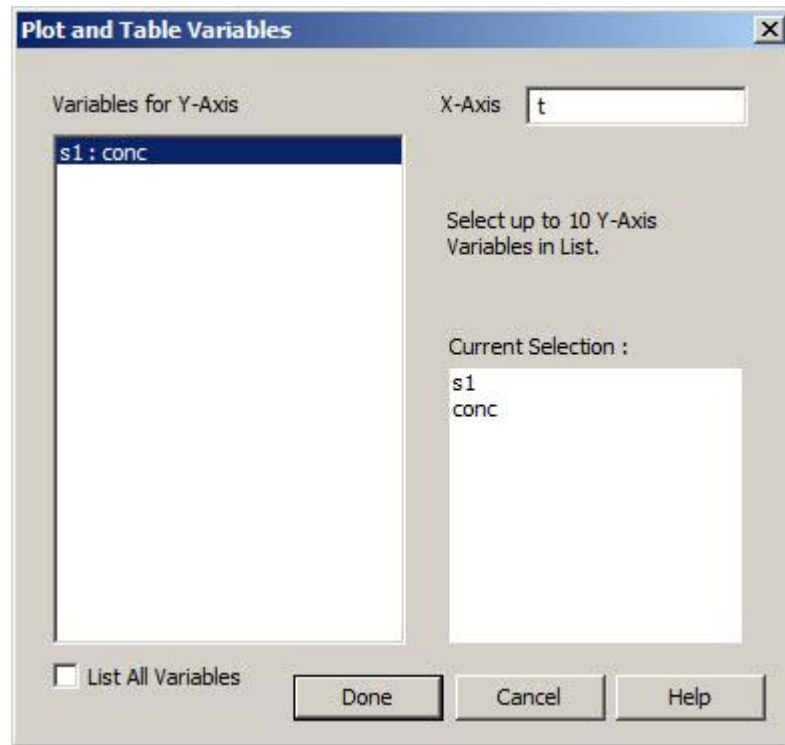 Plot and Table Variables
Variables for Y-Axis
s1 : conc
X-Axis
t
Select up to 10 Y-Axis
Variables in List.
Current Selection :
s1
conc
List All Variables
Done
Cancel
Help